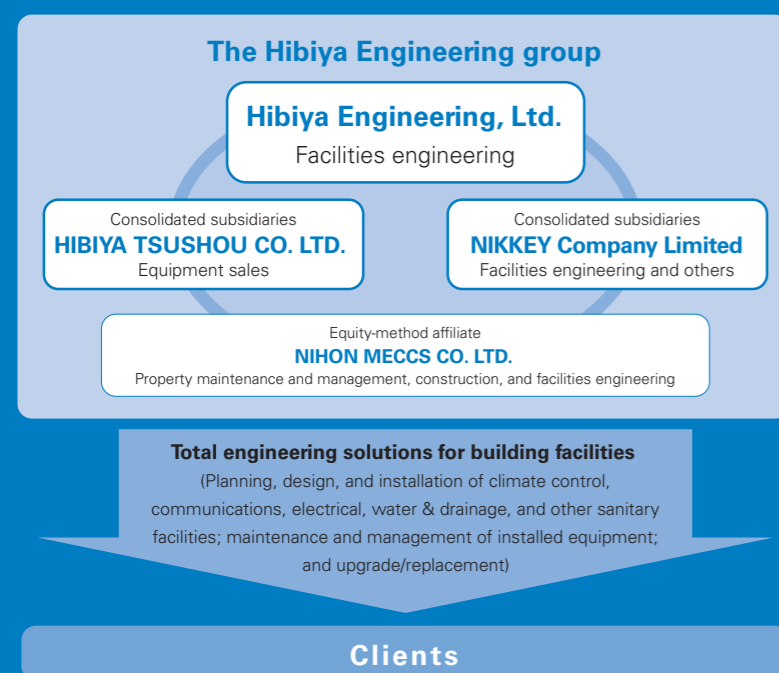 The Hibiya Engineering group
Hibiya Engineering, Ltd.
Facilities engineering
Consolidated subsidiaries
HIBIYA TSUSHOU CO. LTD.
Equipment sales
Consolidated subsidiaries
NIKKEY Company Limited
Facilities engineering and others
Equity-method affiliate
NIHON MECCS CO. LTD.
Property maintenance and management, construction, and facilities engineering
Total engineering solutions for building facilities
(Planning, design, and installation of climate control,
communications, electrical, water & drainage, and other sanitary
facilities; maintenance and management of installed equipment;
and upgrade/replacement)
Clients